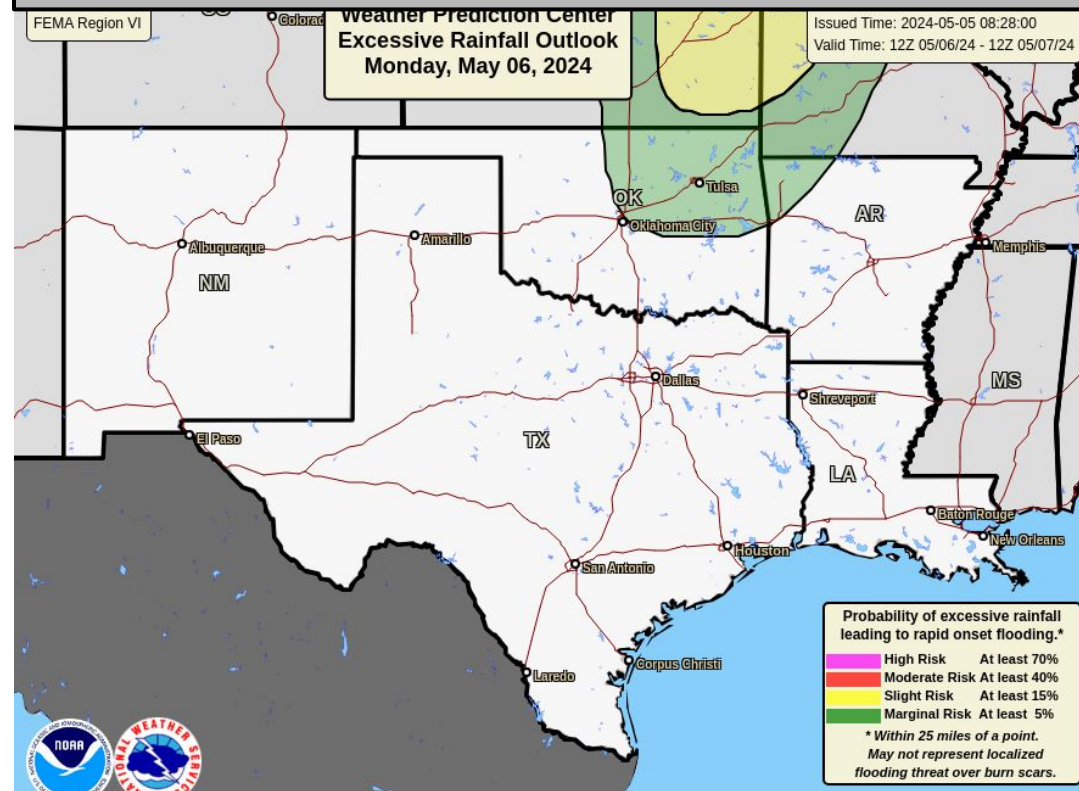 FEMA Region VI
Weather Prediction Center
Excessive Rainfall Outlook
Monday, May 06, 2024
Issued Time: 2024-05-05 08:28:00
Valid Time: 12Z 05/06/24 - 12Z 05/07/24
OK
Tulsa
Oklahoma City
AR
Albuquerque
Amarillo
Memphis
NM
Dallas
MS
Shreveport
El Paso
TX
LA
Baton Rouge
New Orleans
Houston
San Antonio
Corpus Christi
Laredo
Probability of excessive rainfall
leading to rapid onset flooding.*
High Risk At least 70%
Moderate Risk At least 40%
Slight Risk At least 15%
Marginal Risk At least 5%
* Within 25 miles of a point.
May not represent localized
flooding threat over burn scars.
NOAA